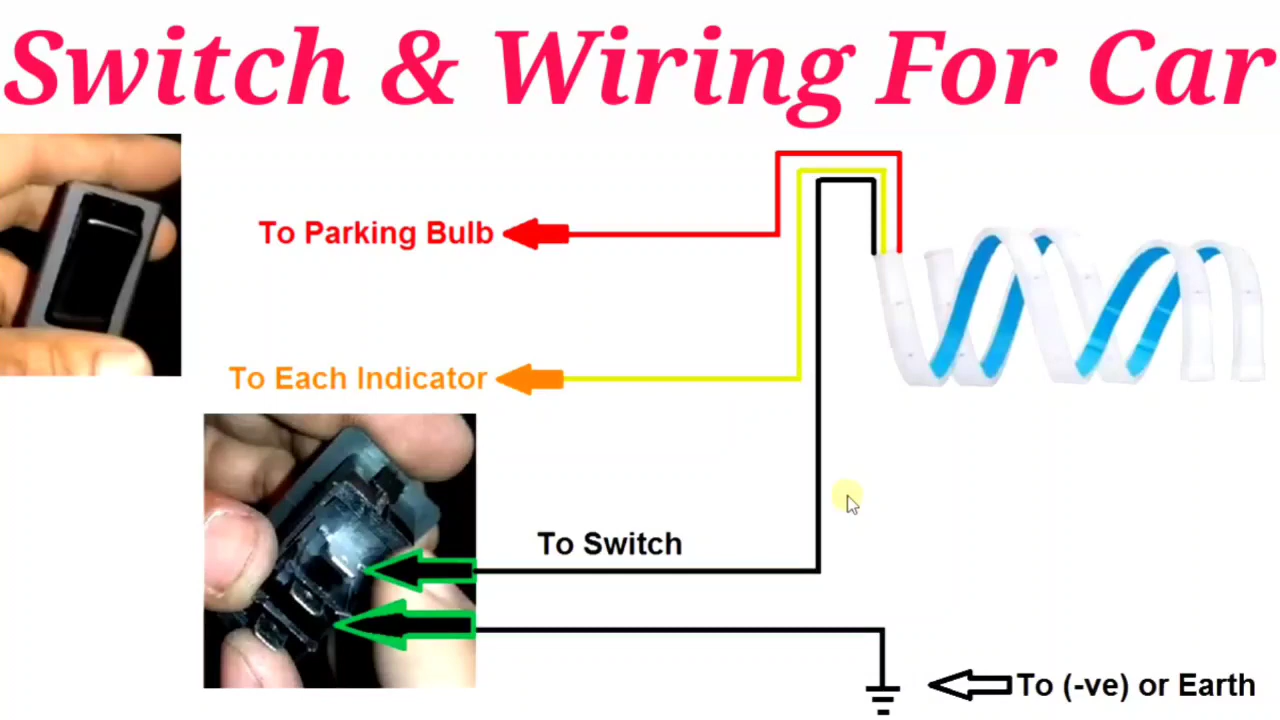 Switch & Wiring For Car
To Parking Bulb
To Each Indicator
To Switch
To (-ve) or Earth